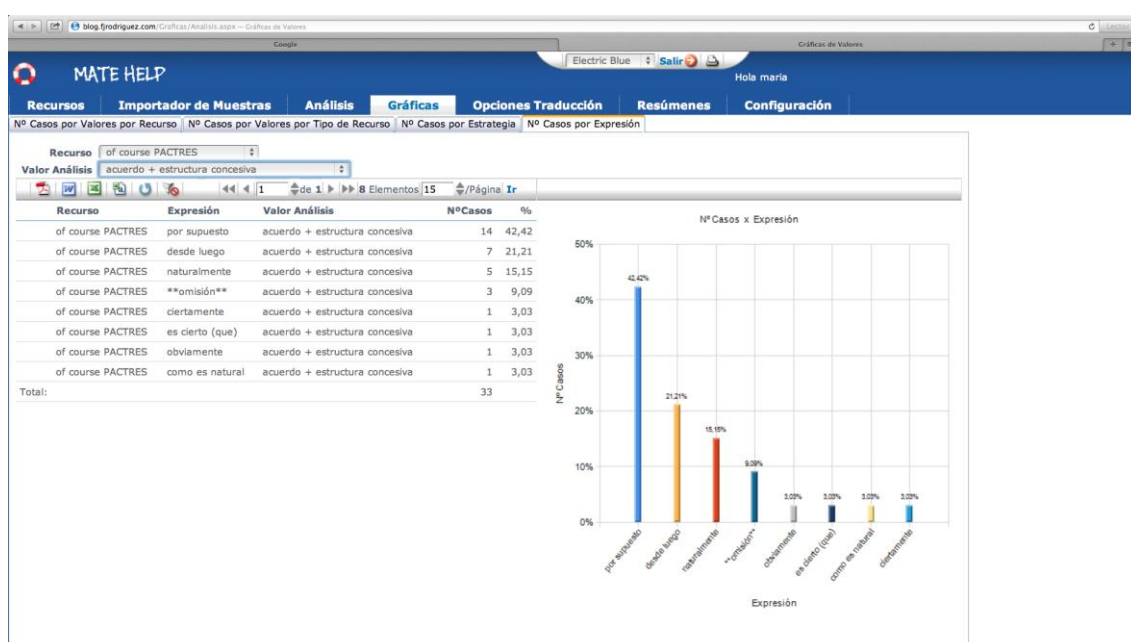 blog.fjrodriguez.com/Graficas/Analisis.aspx — Gráficas de Valores
Lector
Google
Gráficas de Valores
MATE HELP
Electric Blue
Salir
Hola maria
Recursos Importador de Muestras Análisis Gráficas Opciones Traducción Resúmenes Configuración
Nº Casos por Valores por Recurso Nº Casos por Valores por Tipo de Recurso Nº Casos por Estrategia Nº Casos por Expresión
Recurso of course PACTRES
Valor Análisis acuerdo + estructura concesiva
1 de 1 8 Elementos 15 /Página Ir
Recurso Expresión Valor Análisis NºCasos %
of course PACTRES por supuesto acuerdo + estructura concesiva 14 42,42
of course PACTRES desde luego acuerdo + estructura concesiva 7 21,21
of course PACTRES naturalmente acuerdo + estructura concesiva 5 15,15
of course PACTRES **omisión** acuerdo + estructura concesiva 3 9,09
of course PACTRES ciertamente acuerdo + estructura concesiva 1 3,03
of course PACTRES es cierto (que) acuerdo + estructura concesiva 1 3,03
of course PACTRES obviamente acuerdo + estructura concesiva 1 3,03
of course PACTRES como es natural acuerdo + estructura concesiva 1 3,03
Total: 33
NºCasos x Expresión
50%
40%
30%
20%
10%
0%
Nº Casos
42,42%
21,21%
15,15%
9,09%
3,03%
3,03%
3,03%
3,03%
por supuesto
desde luego
naturalmente
**omisión**
obviamente
es cierto (que)
como es natural
ciertamente
Expresión